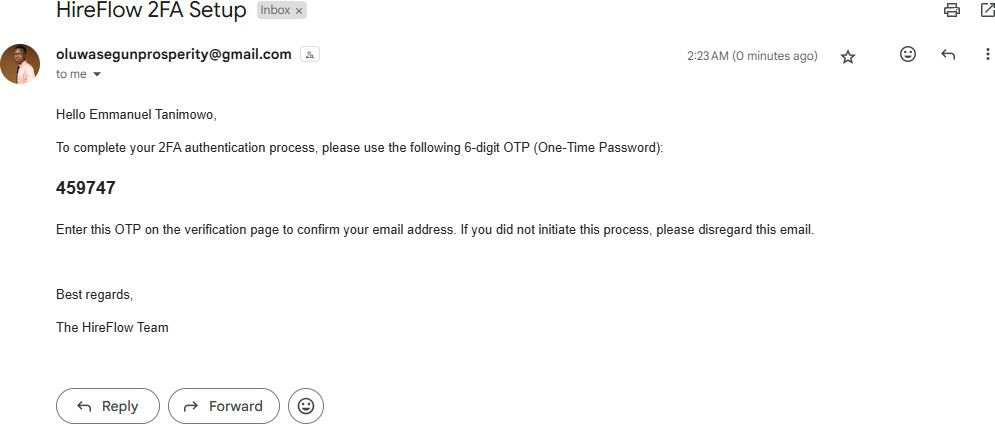 HireFlow 2FA Setup Inbox ×
oluwasegunprosperity@gmail.com 2:23 AM (0 minutes ago)
to me
Hello Emmanuel Tanimowo,
To complete your 2FA authentication process, please use the following 6-digit OTP (One-Time Password):
459747
Enter this OTP on the verification page to confirm your email address. If you did not initiate this process, please disregard this email.
Best regards,
The HireFlow Team
Reply Forward